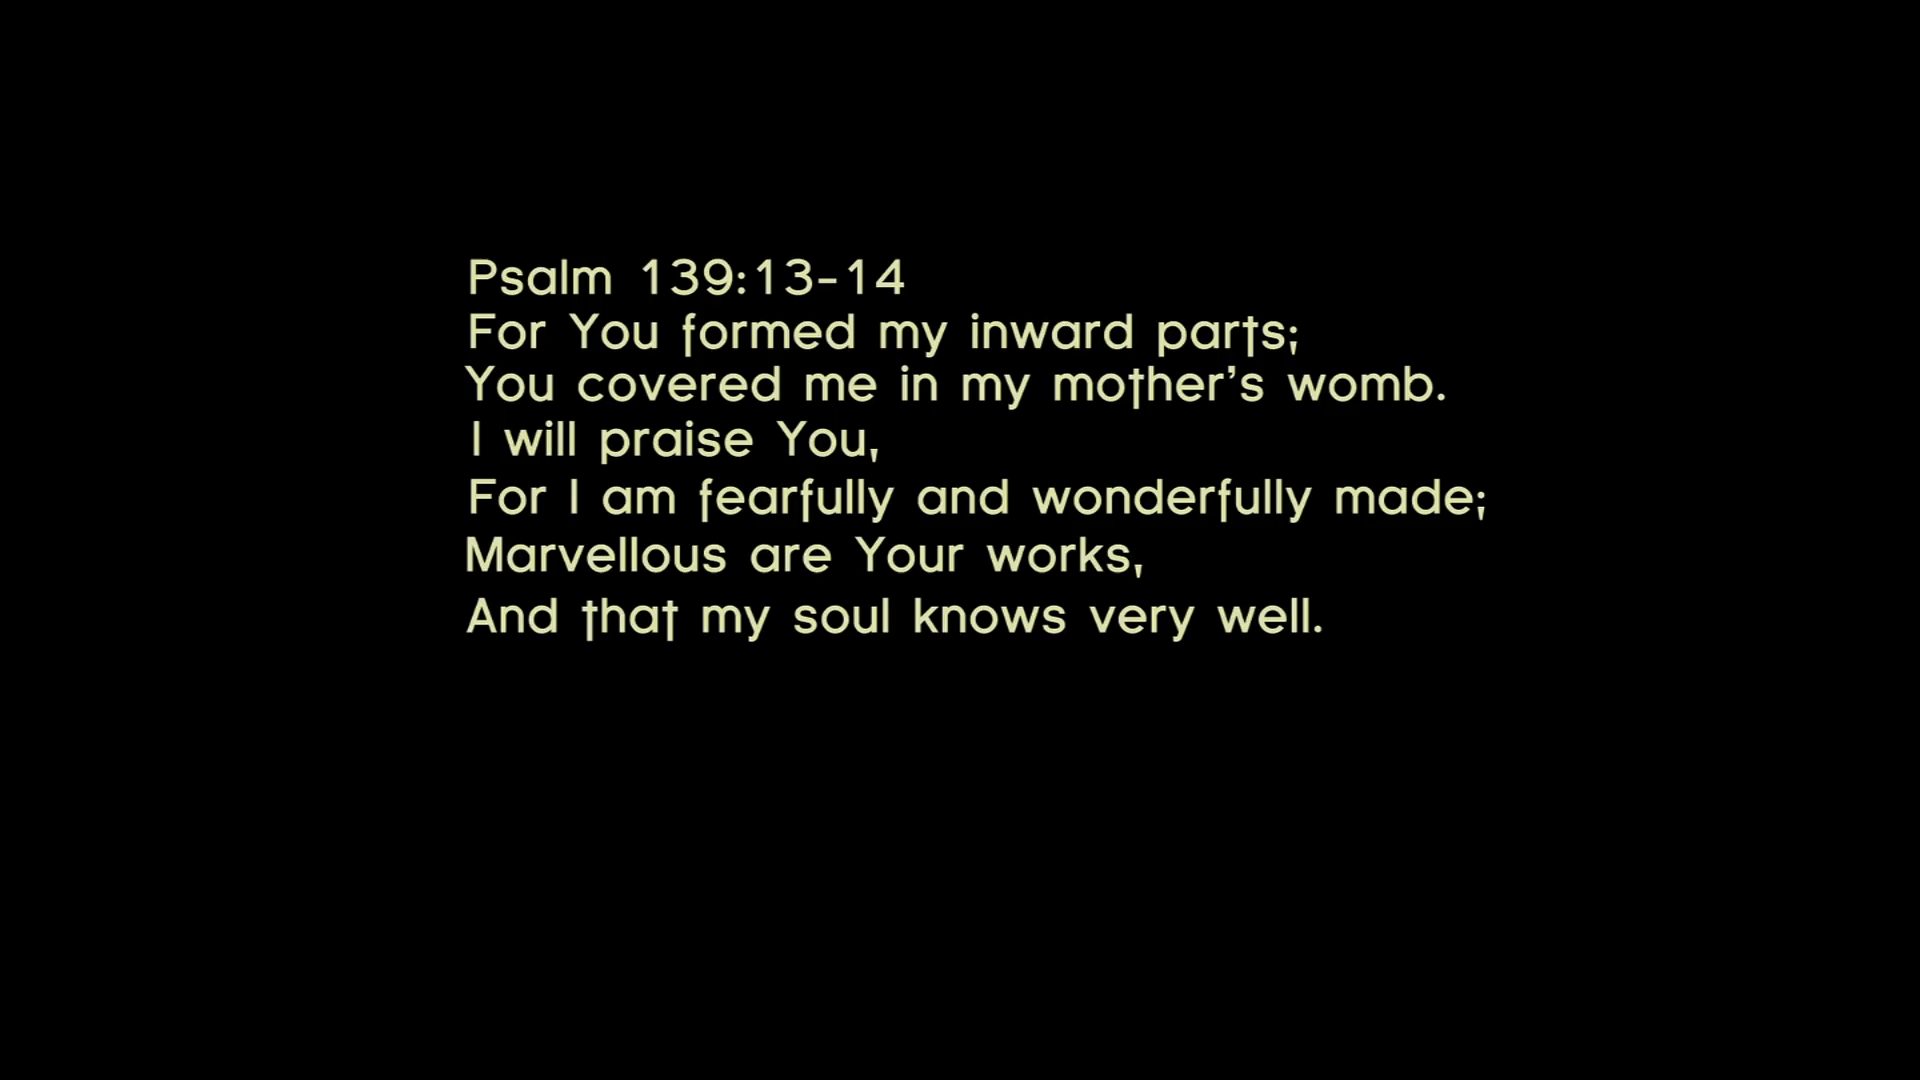 Psalm 139:13-14
For You formed my inward parts;
You covered me in my mother’s womb.
I will praise You,
For I am fearfully and wonderfully made;
Marvellous are Your works,
And that my soul knows very well.